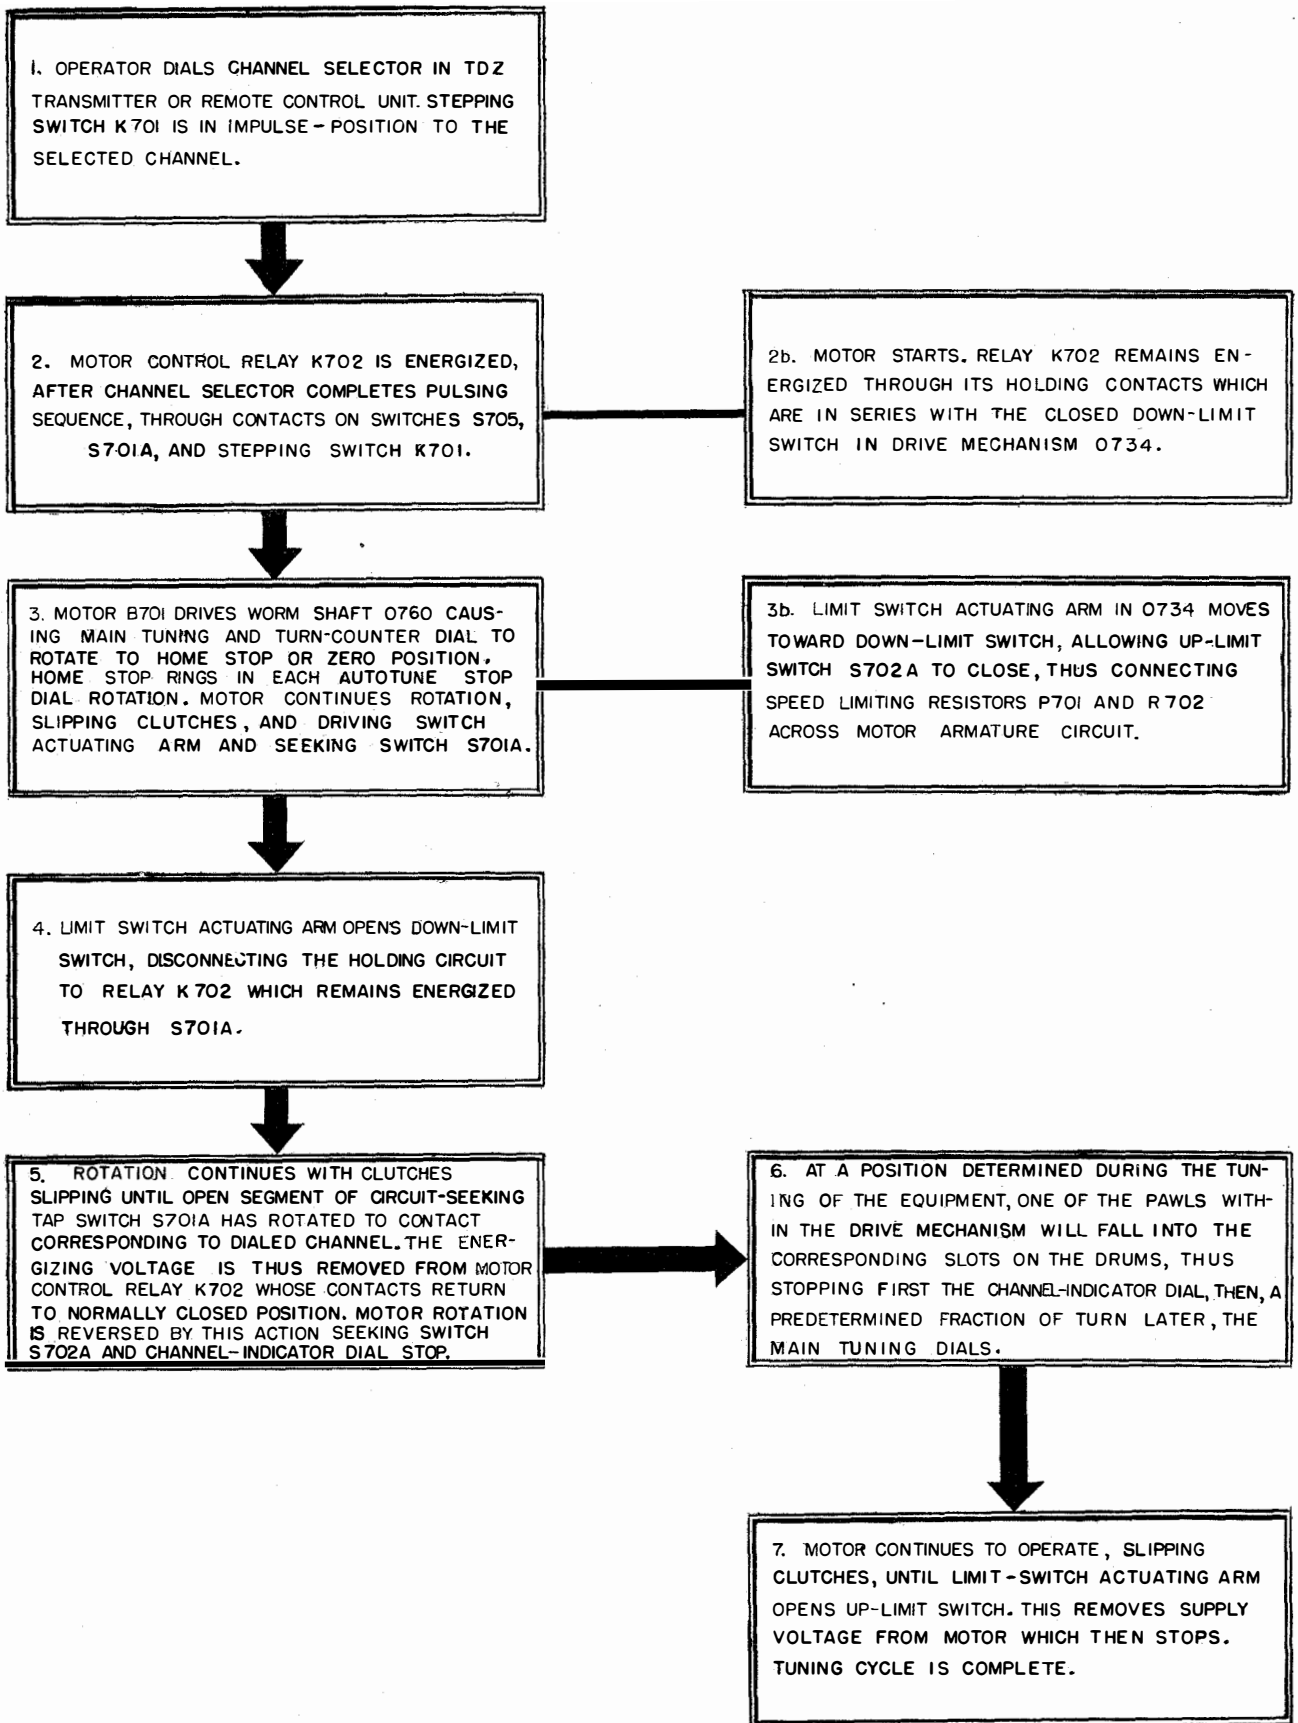 1. OPERATOR DIALS CHANNEL SELECTOR IN TDZ
TRANSMITTER OR REMOTE CONTROL UNIT. STEPPING
SWITCH K701 IS IN IMPULSE-POSITION TO THE
SELECTED CHANNEL.
2. MOTOR CONTROL RELAY K702 IS ENERGIZED,
AFTER CHANNEL SELECTOR COMPLETES PULSING
SEQUENCE, THROUGH CONTACTS ON SWITCHES S705,
S701A, AND STEPPING SWITCH K701.
2b. MOTOR STARTS. RELAY K702 REMAINS EN-
ERGIZED THROUGH ITS HOLDING CONTACTS WHICH
ARE IN SERIES WITH THE CLOSED DOWN-LIMIT
SWITCH IN DRIVE MECHANISM O734.
3. MOTOR B701 DRIVES WORM SHAFT O760 CAUS-
ING MAIN TUNING AND TURN-COUNTER DIAL TO
ROTATE TO HOME STOP OR ZERO POSITION.
HOME STOP RINGS IN EACH AUTOTUNE STOP
DIAL ROTATION. MOTOR CONTINUES ROTATION,
SLIPPING CLUTCHES, AND DRIVING SWITCH
ACTUATING ARM AND SEEKING SWITCH S701A.
3b. LIMIT SWITCH ACTUATING ARM IN O734 MOVES
TOWARD DOWN-LIMIT SWITCH, ALLOWING UP-LIMIT
SWITCH S702A TO CLOSE, THUS CONNECTING
SPEED LIMITING RESISTORS P701 AND R702
ACROSS MOTOR ARMATURE CIRCUIT.
4. LIMIT SWITCH ACTUATING ARM OPENS DOWN-LIMIT
SWITCH, DISCONNECTING THE HOLDING CIRCUIT
TO RELAY K702 WHICH REMAINS ENERGIZED
THROUGH S701A.
5. ROTATION CONTINUES WITH CLUTCHES
SLIPPING UNTIL OPEN SEGMENT OF CIRCUIT-SEEKING
TAP SWITCH S701A HAS ROTATED TO CONTACT
CORRESPONDING TO DIALED CHANNEL. THE ENER-
GIZING VOLTAGE IS THUS REMOVED FROM MOTOR
CONTROL RELAY K702 WHOSE CONTACTS RETURN
TO NORMALLY CLOSED POSITION. MOTOR ROTATION
IS REVERSED BY THIS ACTION SEEKING SWITCH
S702A AND CHANNEL-INDICATOR DIAL STOP.
6. AT A POSITION DETERMINED DURING THE TUN-
ING OF THE EQUIPMENT, ONE OF THE PAWLS WITH-
IN THE DRIVE MECHANISM WILL FALL INTO THE
CORRESPONDING SLOTS ON THE DRUMS, THUS
STOPPING FIRST THE CHANNEL-INDICATOR DIAL, THEN, A
PREDETERMINED FRACTION OF TURN LATER, THE
MAIN TUNING DIALS.
7. MOTOR CONTINUES TO OPERATE, SLIPPING
CLUTCHES, UNTIL LIMIT-SWITCH ACTUATING ARM
OPENS UP-LIMIT SWITCH. THIS REMOVES SUPPLY
VOLTAGE FROM MOTOR WHICH THEN STOPS.
TUNING CYCLE IS COMPLETE.